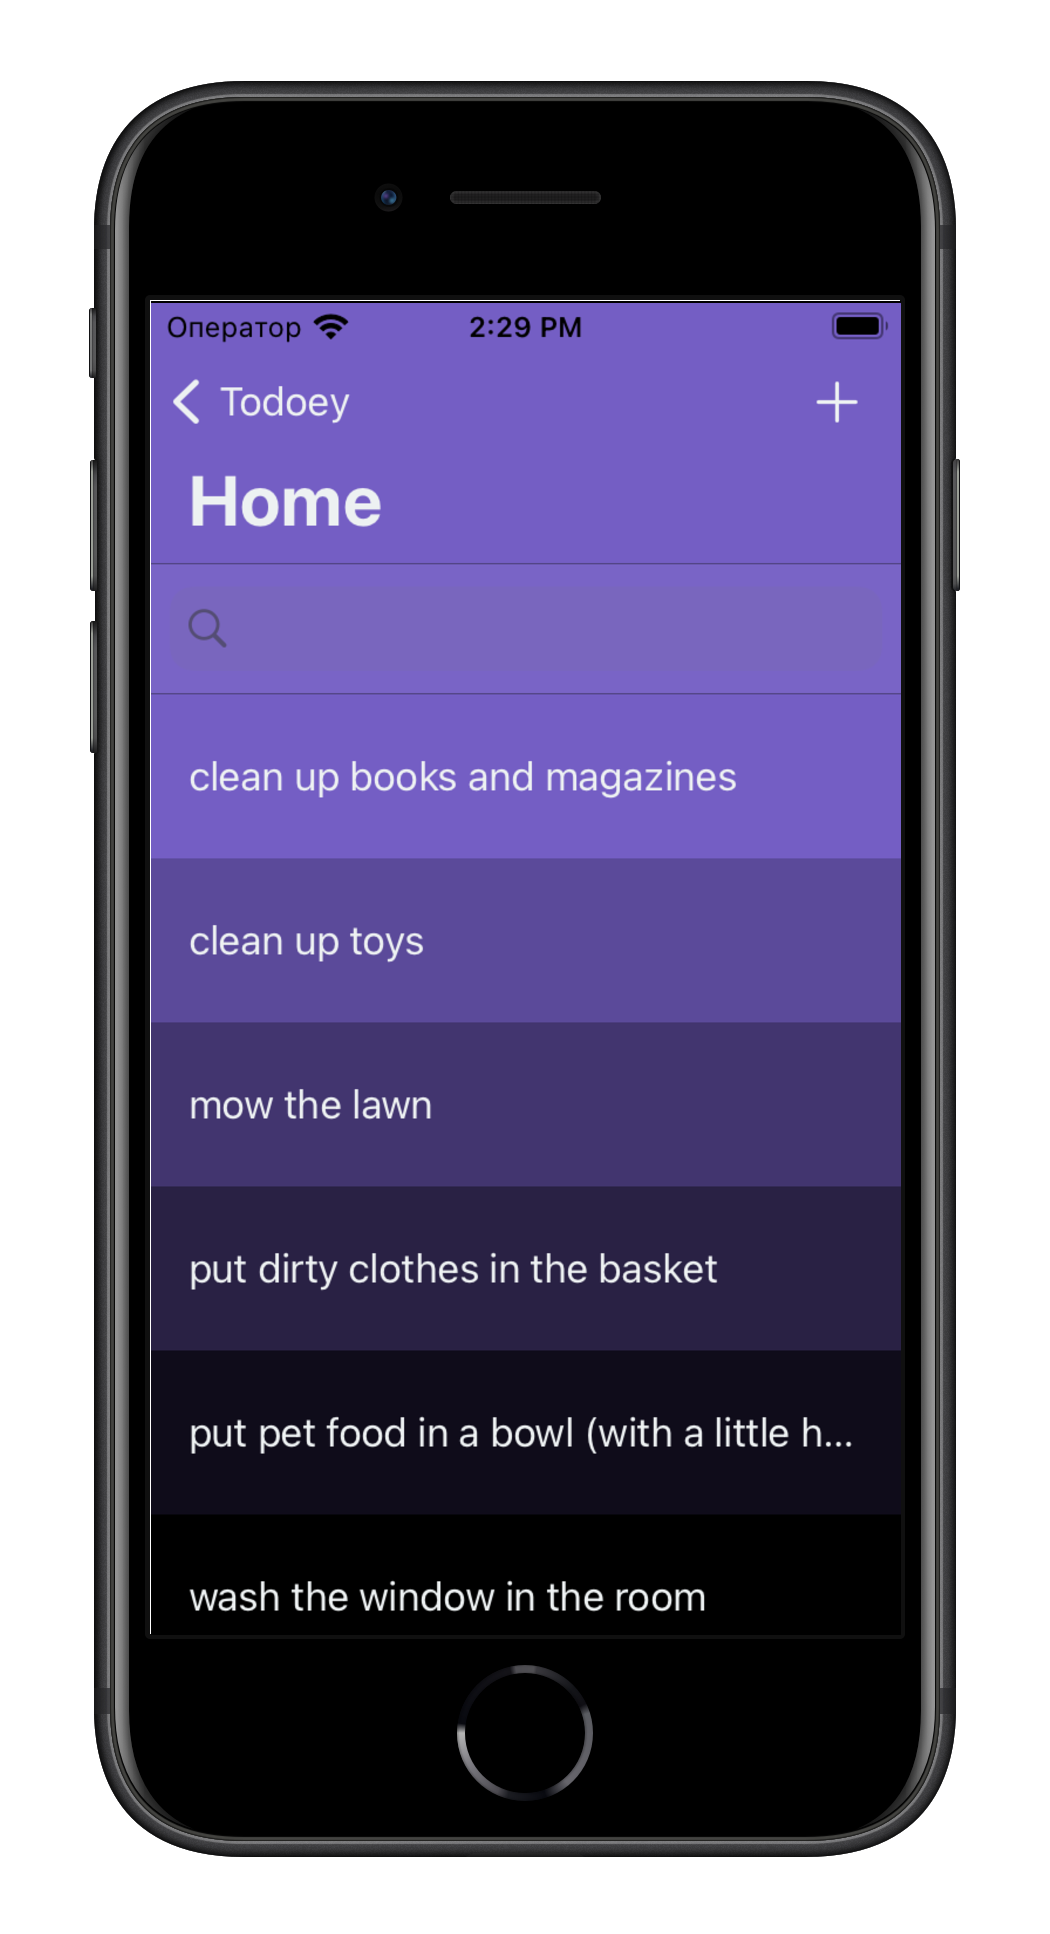 Оператор 2:29 PM
Todoey
Home
clean up books and magazines
clean up toys
mow the lawn
put dirty clothes in the basket
put pet food in a bowl (with a little h...
wash the window in the room